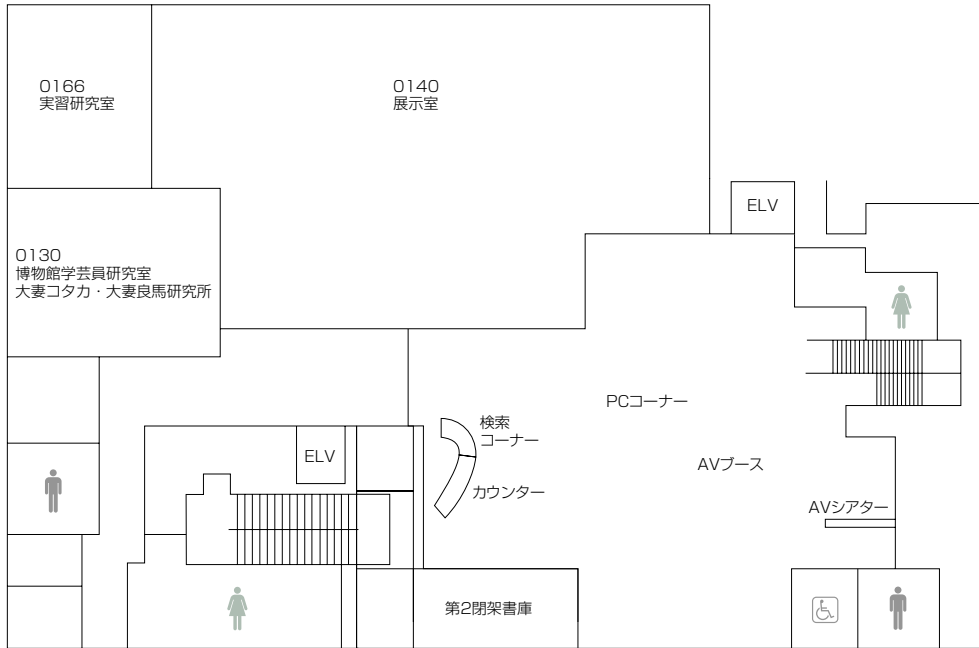 0166
実習研究室
0140
展示室
ELV
0130
博物館学芸員研究室
大妻コタカ・大妻良馬研究所
PCコーナー
検索
コーナー
ELV
AVブース
カウンター
AVシアター
第2閉架書庫